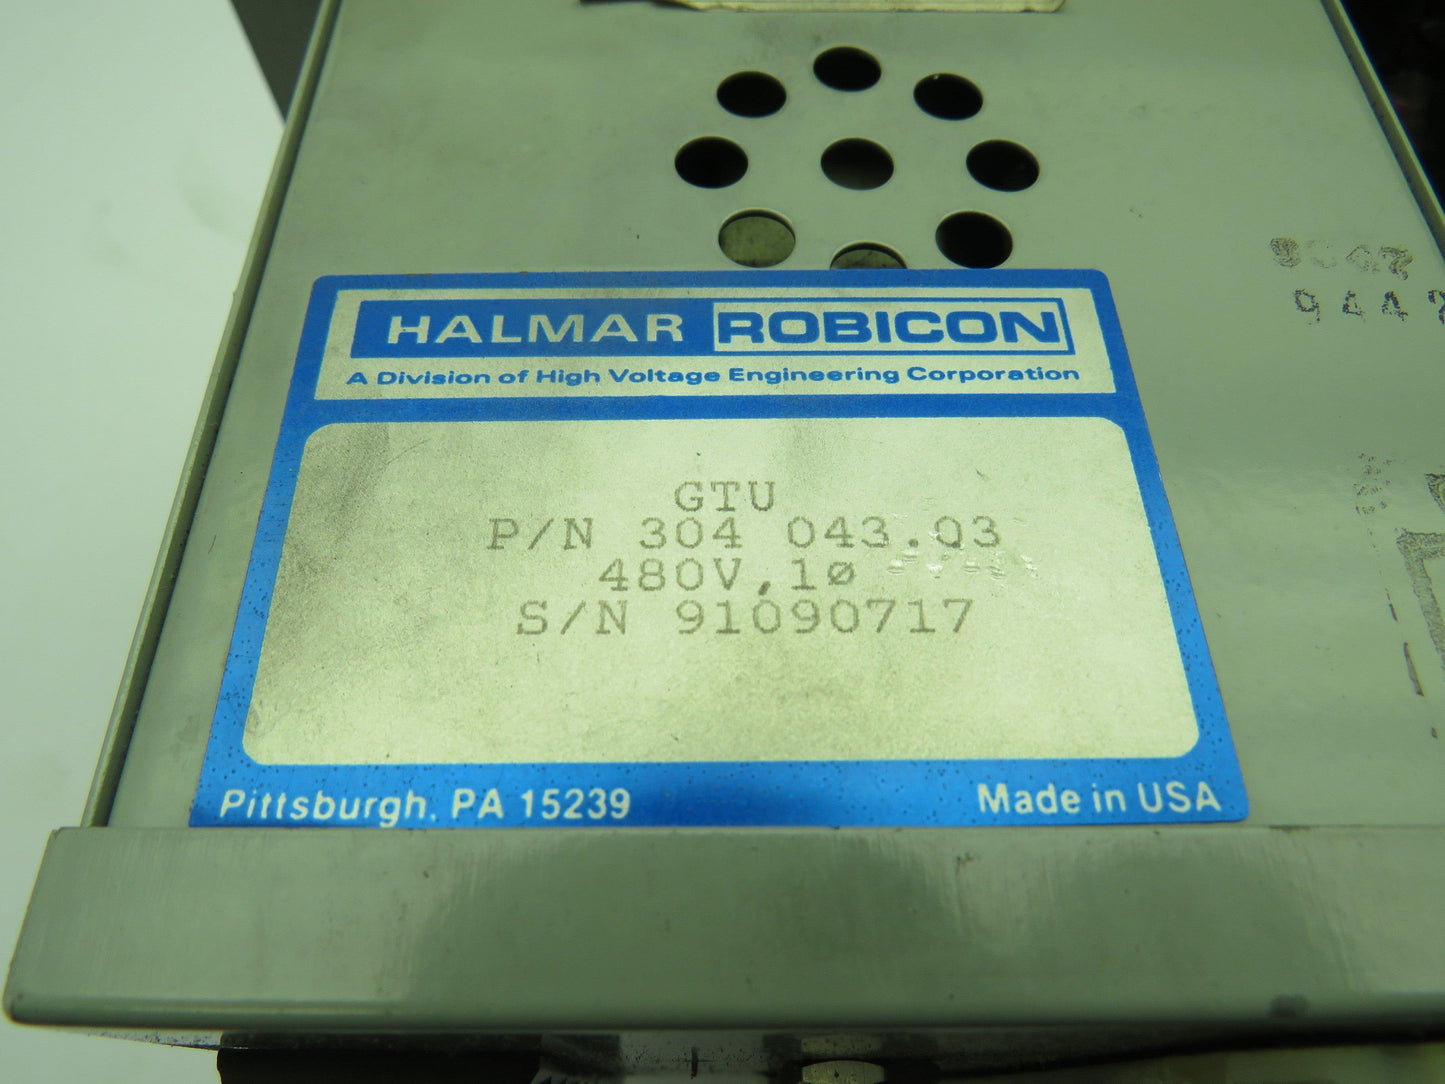 HALMAR ROBICON
A Division of High Voltage Engineering Corporation
GTU
P/N 304 043.03
480V,1ø
S/N 91090717
Pittsburgh, PA 15239
Made in USA